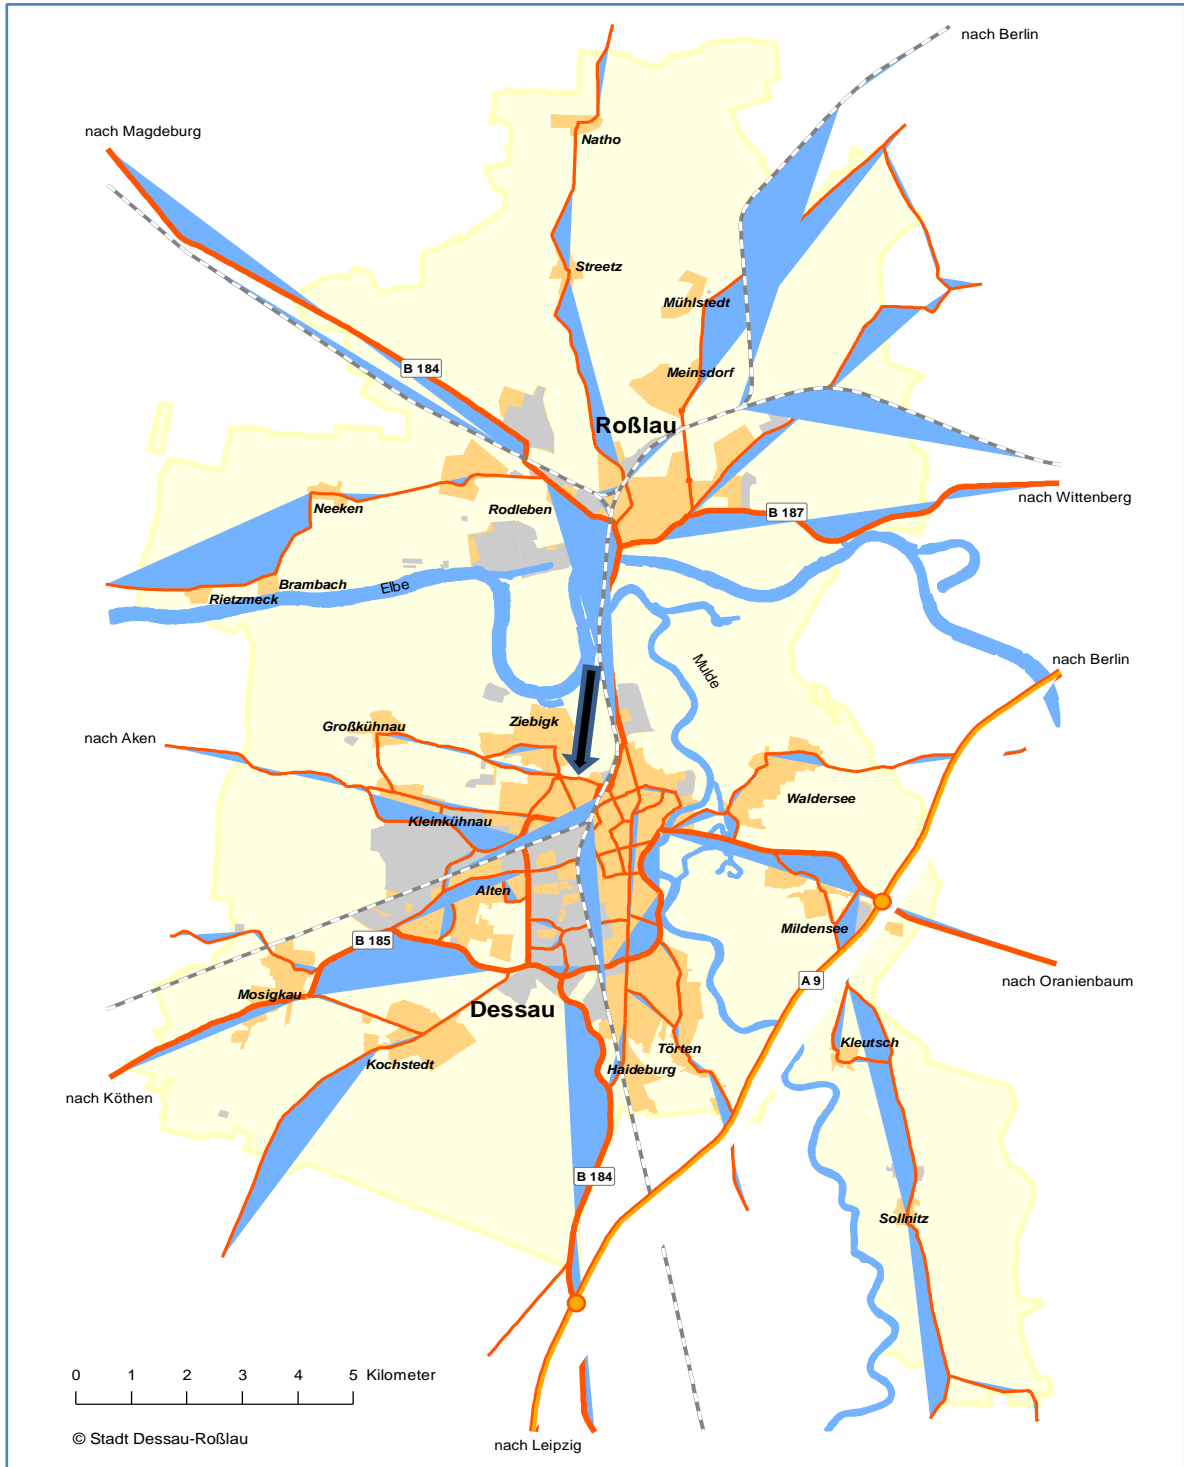 nach Berlin
nach Magdeburg
Natho
Streetz
Mühlstedt
B 184
Meinsdorf
Roßlau
nach Wittenberg
Neeken
Rodleben
B 187
Brambach
Elbe
Rietzmeck
nach Berlin
Mulde
Großkühnau
Ziebigk
nach Aken
Waldersee
Kleinkühnau
Alten
Mildensee
B 185
A 9
nach Oranienbaum
Mosigkau
Dessau
Kleutsch
Törten
Kochstedt
Haideburg
nach Köthen
B 184
Sollnitz
0 1 2 3 4 5 Kilometer
© Stadt Dessau-Roßlau
nach Leipzig